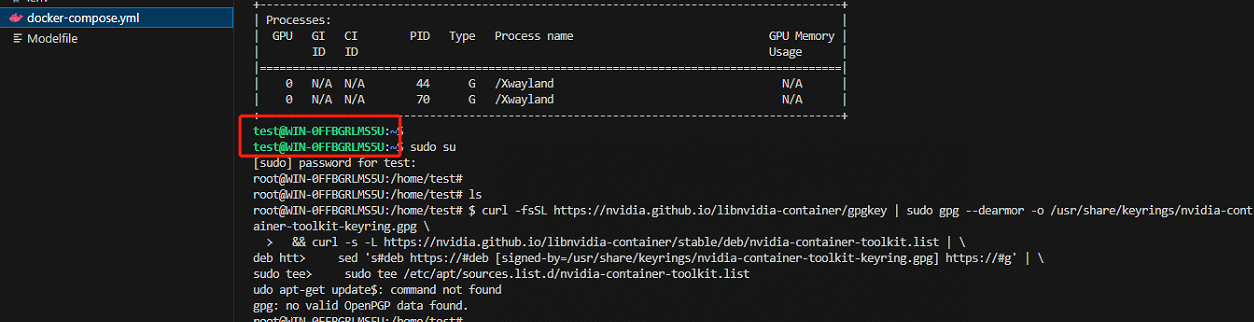 docker-compose.yml
Modelfile
| Processes: |
| GPU GI CI PID Type Process name GPU Memory |
| ID ID Usage |
|=======================================================================================|
| 0 N/A N/A 44 G /Xwayland N/A |
| 0 N/A N/A 70 G /Xwayland N/A |
+---------------------------------------------------------------------------------------+
test@WIN-0FFBGRLMS5U:~$
test@WIN-0FFBGRLMS5U:~$ sudo su
[sudo] password for test:
root@WIN-0FFBGRLMS5U:/home/test#
root@WIN-0FFBGRLMS5U:/home/test# ls
root@WIN-0FFBGRLMS5U:/home/test# $ curl -fsSL https://nvidia.github.io/libnvidia-container/gpgkey | sudo gpg --dearmor -o /usr/share/keyrings/nvidia-cont
ainer-toolkit-keyring.gpg \
> && curl -s -L https://nvidia.github.io/libnvidia-container/stable/deb/nvidia-container-toolkit.list | \
deb htt> sed 's#deb https://#deb [signed-by=/usr/share/keyrings/nvidia-container-toolkit-keyring.gpg] https://#g' | \
sudo tee> sudo tee /etc/apt/sources.list.d/nvidia-container-toolkit.list
udo apt-get update$: command not found
gpg: no valid OpenPGP data found.
root@WIN-0FFBGRLMS5U:/home/test#